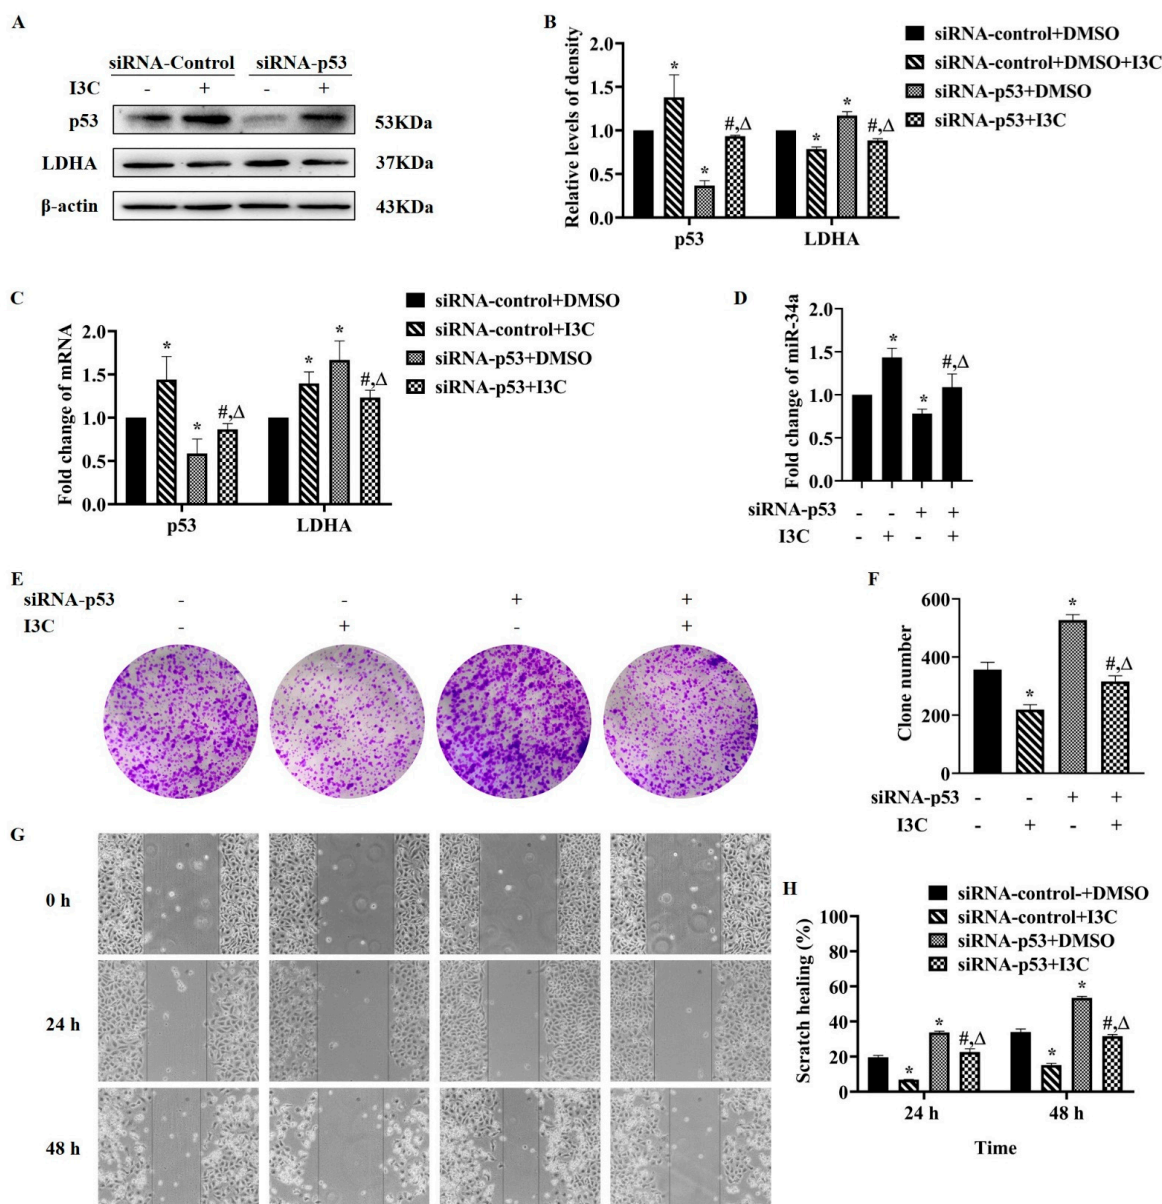 A
siRNA-Control siRNA-p53
I3C - + - +
p53 53KDa
LDHA 37KDa
β-actin 43KDa
B
Relative levels of density
2.0
1.5
1.0
0.5
0.0
* * * #,Δ * * #,Δ
p53 LDHA
siRNA-control+DMSO
siRNA-control+DMSO+I3C
siRNA-p53+DMSO
siRNA-p53+I3C
C
Fold change of mRNA
2.0
1.5
1.0
0.5
0.0
* * #,Δ * * #,Δ
p53 LDHA
siRNA-control+DMSO
siRNA-control+I3C
siRNA-p53+DMSO
siRNA-p53+I3C
D
Fold change of miR-34a
2.0
1.5
1.0
0.5
0.0
* * #,Δ
siRNA-p53 - - + +
I3C - + - +
E
siRNA-p53 - - + +
I3C - + - +
F
Clone number
600
400
200
0
* * #,Δ
siRNA-p53 - - + +
I3C - + - +
G
0 h
24 h
48 h
H
Scratch healing (%)
100
80
60
40
20
0
siRNA-control-+DMSO
siRNA-control+I3C
siRNA-p53+DMSO
siRNA-p53+I3C
* * #,Δ * * #,Δ
24 h 48 h
Time